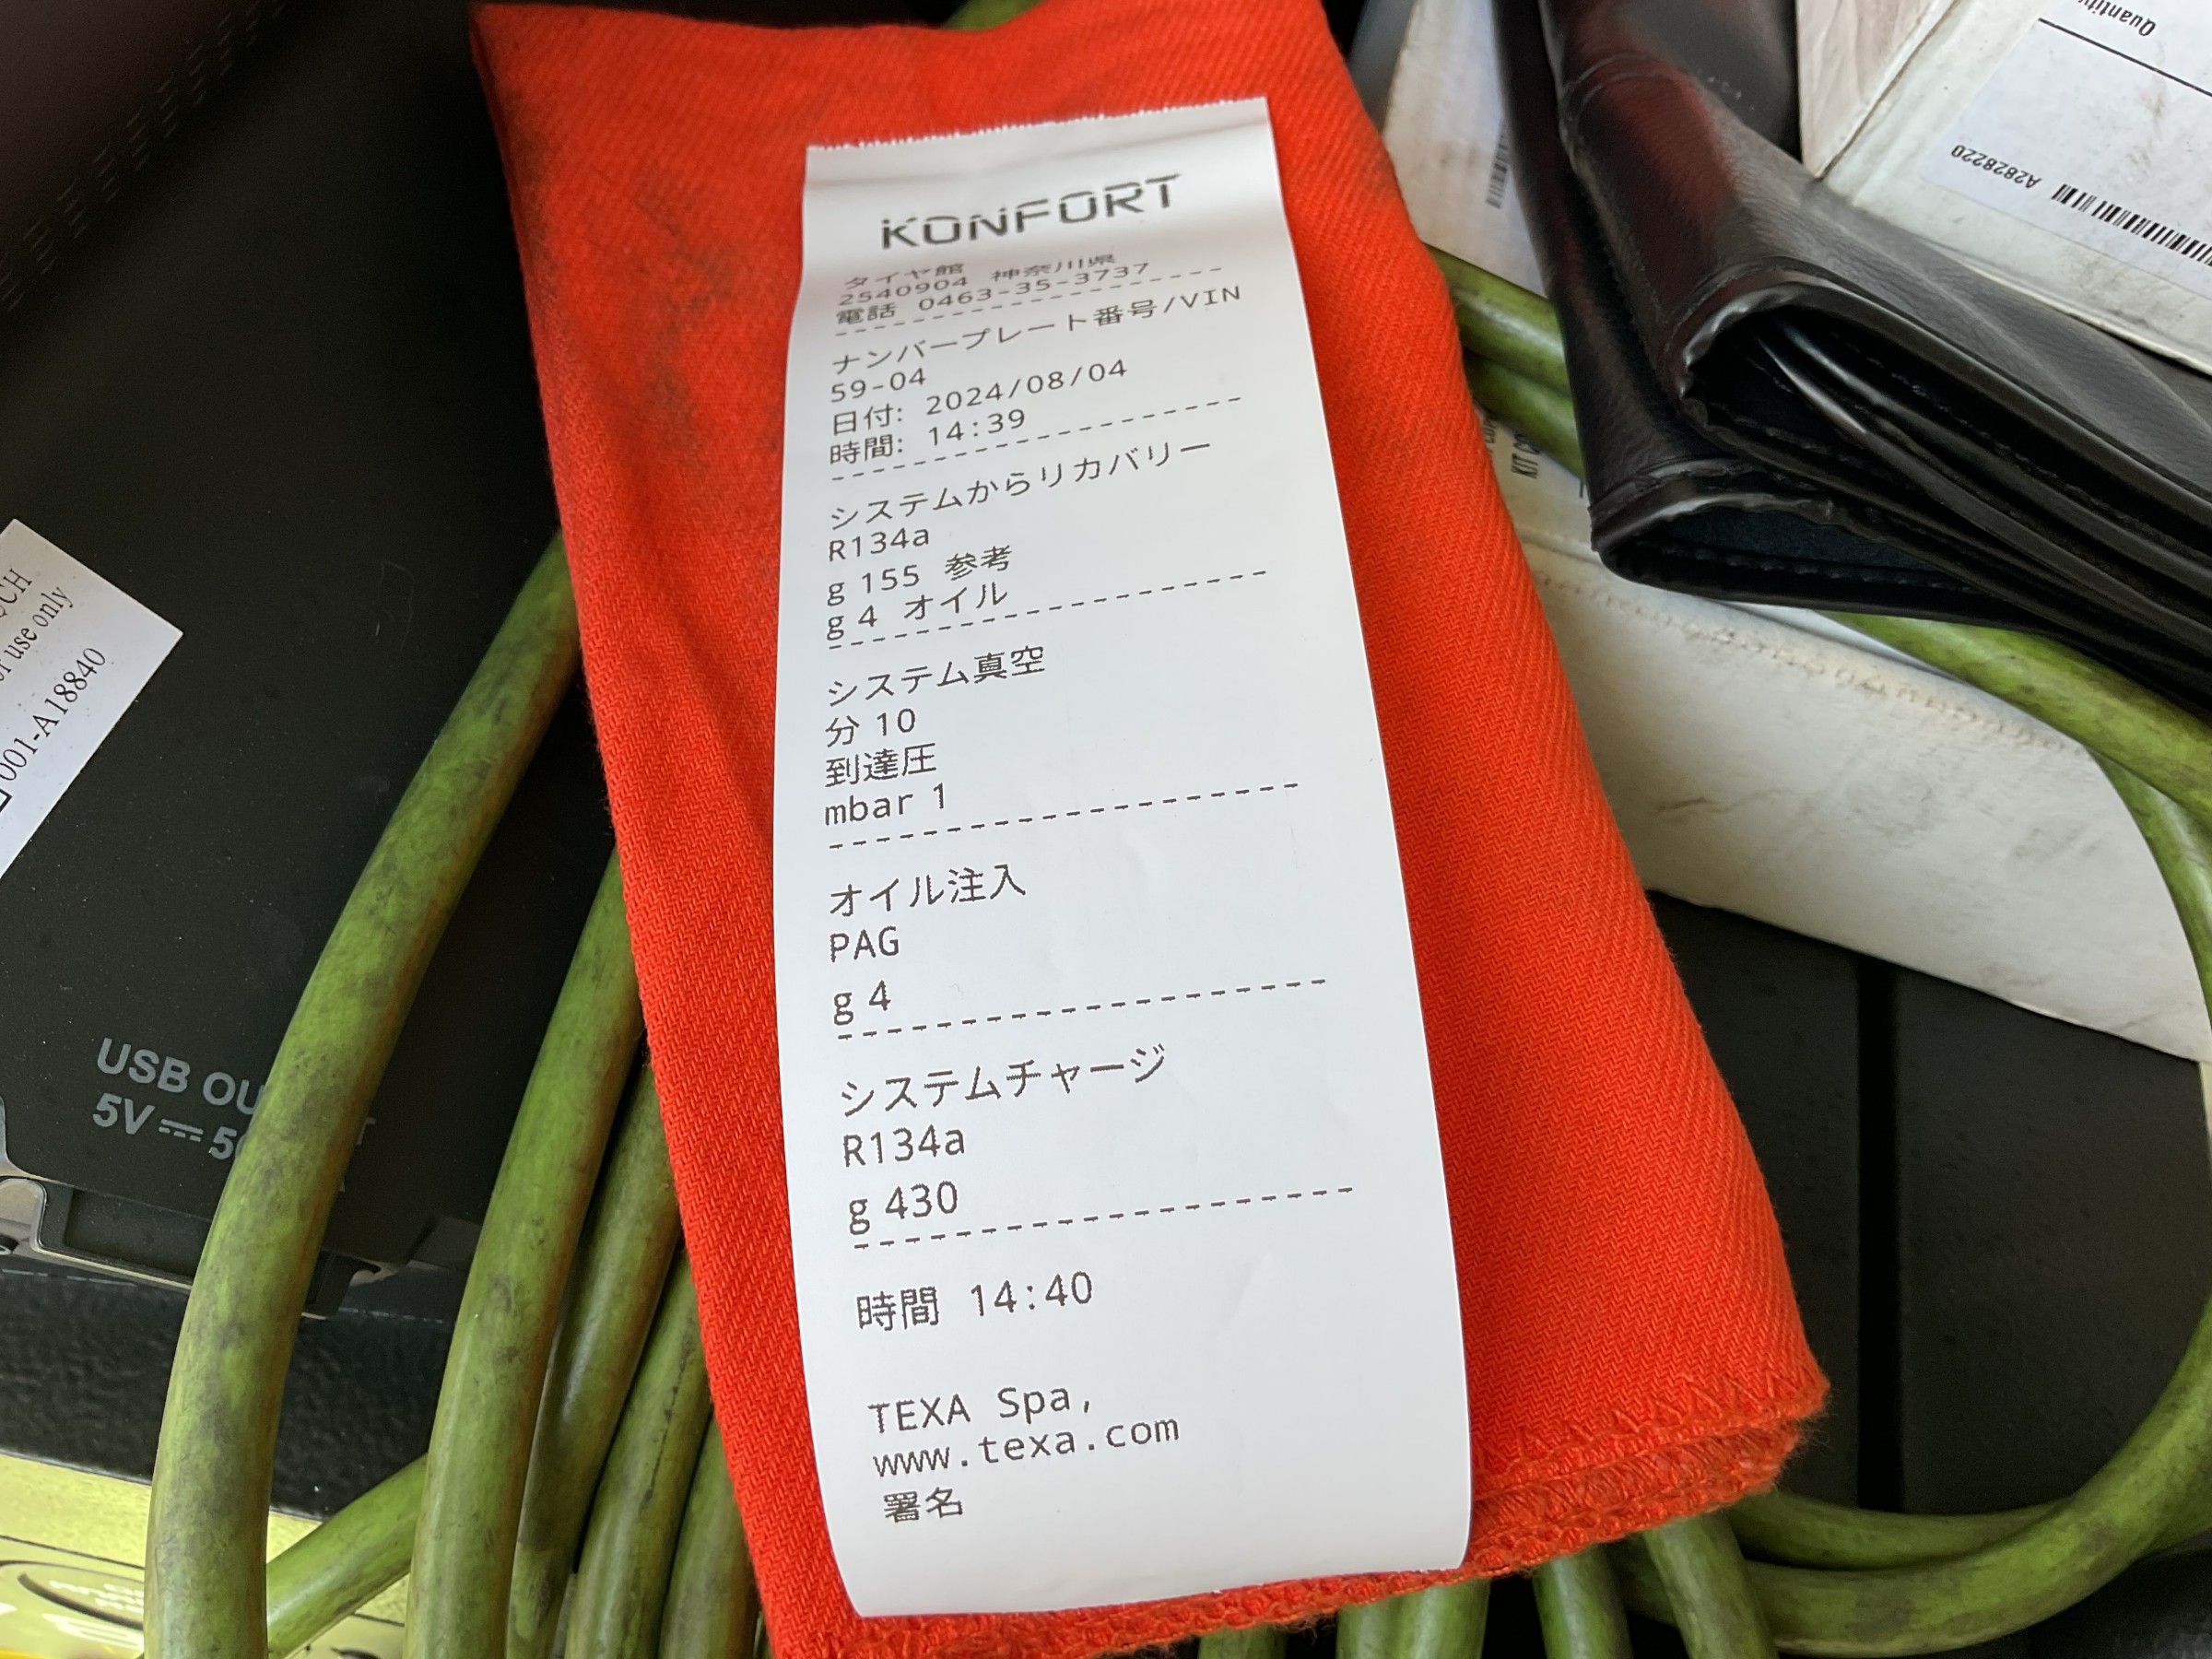 KONFORT
タイヤ館
2540904 神奈川県
電話 0463-35-3737
--------------------
ナンバープレート番号/VIN
59-04
日付: 2024/08/04
時間: 14:39
--------------------
システムからリカバリー
R134a
g 155 参考
g 4 オイル
--------------------
システム真空
分 10
到達圧
mbar 1
--------------------
オイル注入
PAG
g 4
--------------------
システムチャージ
R134a
g 430
--------------------
時間 14:40
TEXA Spa,
www.texa.com
署名
Quantity
A2828220
KIT
use only
001-A18840
USB
5V